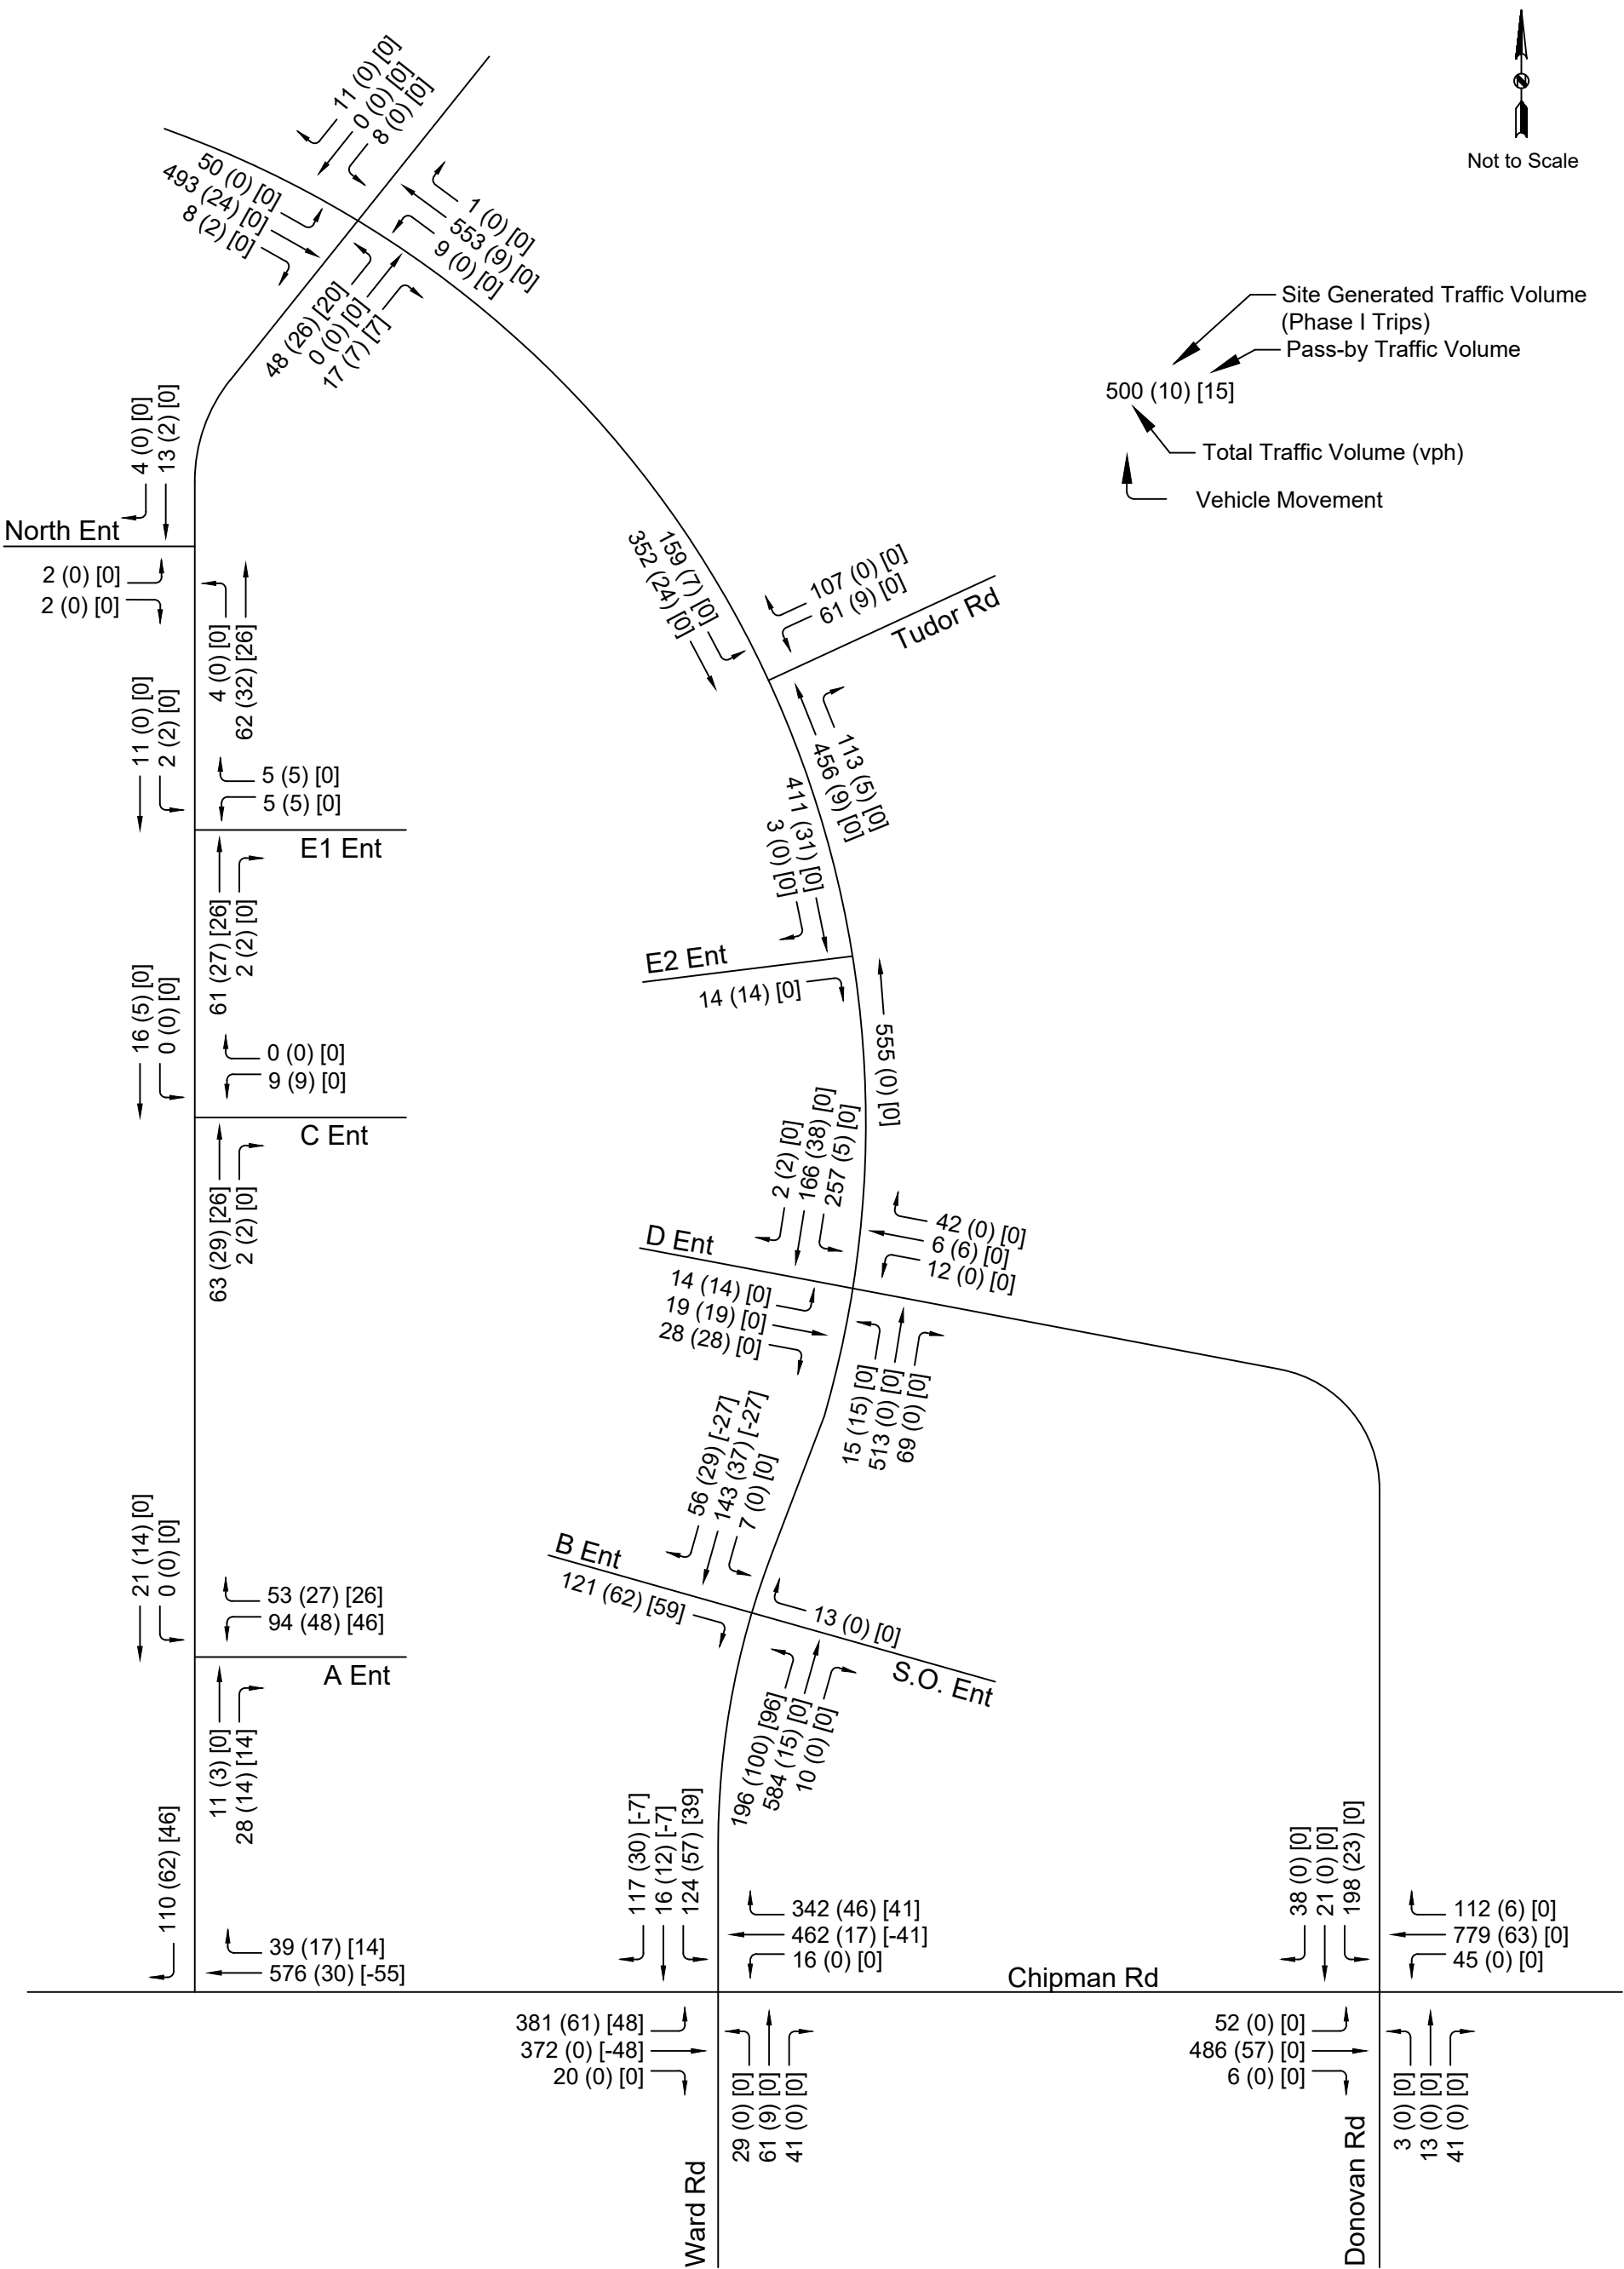 11 (0) [0]
0 (0) [0]
8 (0) [0]
Not to Scale
50 (0) [0]
493 (24) [0]
8 (2) [0]
1 (0) [0]
553 (9) [0]
9 (0) [0]
48 (26) [20]
0 (0) [0]
17 (7) [7]
Site Generated Traffic Volume
(Phase I Trips)
Pass-by Traffic Volume
500 (10) [15]
Total Traffic Volume (vph)
Vehicle Movement
4 (0) [0]
13 (2) [0]
North Ent
2 (0) [0]
2 (0) [0]
4 (0) [0]
62 (32) [26]
159 (7) [0]
352 (24) [0]
107 (0) [0]
61 (9) [0]
Tudor Rd
113 (5) [0]
456 (9) [0]
11 (0) [0]
2 (2) [0]
5 (5) [0]
5 (5) [0]
E1 Ent
411 (31) [0]
3 (0) [0]
61 (27) [26]
2 (2) [0]
E2 Ent
14 (14) [0]
555 (0) [0]
16 (5) [0]
0 (0) [0]
0 (0) [0]
9 (9) [0]
C Ent
63 (29) [26]
2 (2) [0]
2 (2) [0]
166 (38) [0]
257 (5) [0]
D Ent
42 (0) [0]
6 (6) [0]
12 (0) [0]
14 (14) [0]
19 (19) [0]
28 (28) [0]
15 (15) [0]
513 (0) [0]
69 (0) [0]
56 (29) [-27]
143 (37) [-27]
7 (0) [0]
B Ent
121 (62) [59]
13 (0) [0]
S.O. Ent
21 (14) [0]
0 (0) [0]
53 (27) [26]
94 (48) [46]
A Ent
11 (3) [0]
28 (14) [14]
196 (100) [96]
584 (15) [0]
10 (0) [0]
110 (62) [46]
39 (17) [14]
576 (30) [-55]
117 (30) [-7]
16 (12) [-7]
124 (57) [39]
342 (46) [41]
462 (17) [-41]
16 (0) [0]
Chipman Rd
38 (0) [0]
21 (0) [0]
198 (23) [0]
112 (6) [0]
779 (63) [0]
45 (0) [0]
381 (61) [48]
372 (0) [-48]
20 (0) [0]
29 (0) [0]
61 (9) [0]
41 (0) [0]
Ward Rd
52 (0) [0]
486 (57) [0]
6 (0) [0]
3 (0) [0]
13 (0) [0]
41 (0) [0]
Donovan Rd